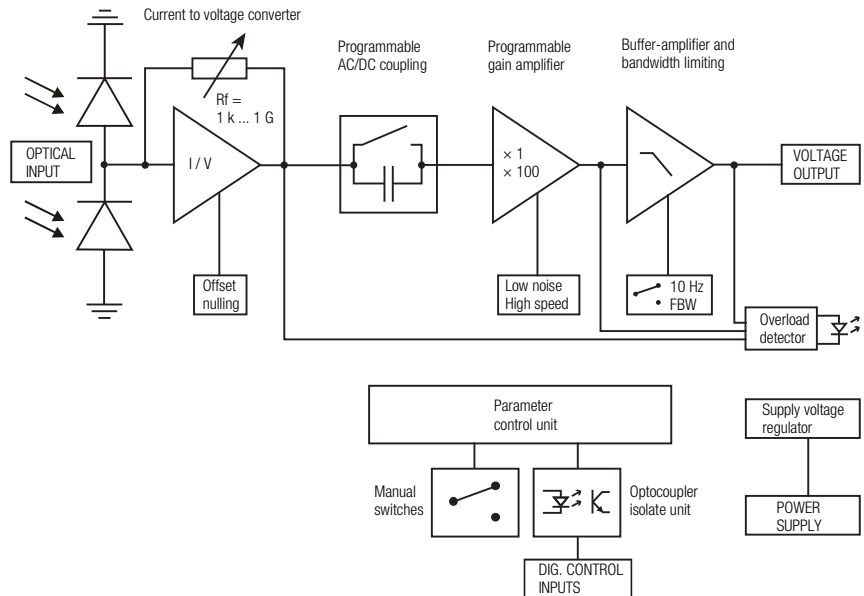 Current to voltage converter
Programmable
AC/DC coupling
Programmable
gain amplifier
Buffer-amplifier and
bandwidth limiting
Rf =
1 k ... 1 G
OPTICAL
INPUT
I / V
× 1
× 100
VOLTAGE
OUTPUT
Offset
nulling
Low noise
High speed
10 Hz
FBW
Overload
detector
Parameter
control unit
Supply voltage
regulator
Manual
switches
Optocoupler
isolate unit
POWER
SUPPLY
DIG. CONTROL
INPUTS